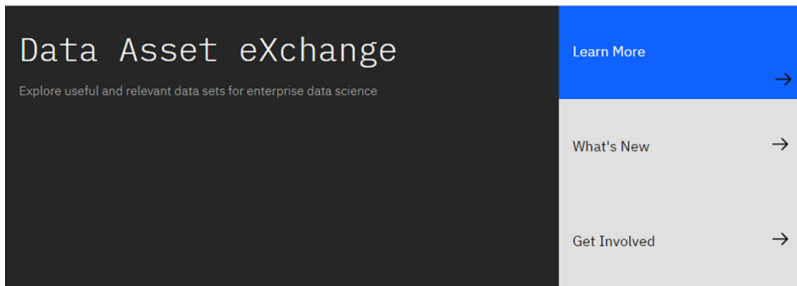 Data Asset eXchange
Explore useful and relevant data sets for enterprise data science
Learn More
What's New
Get Involved